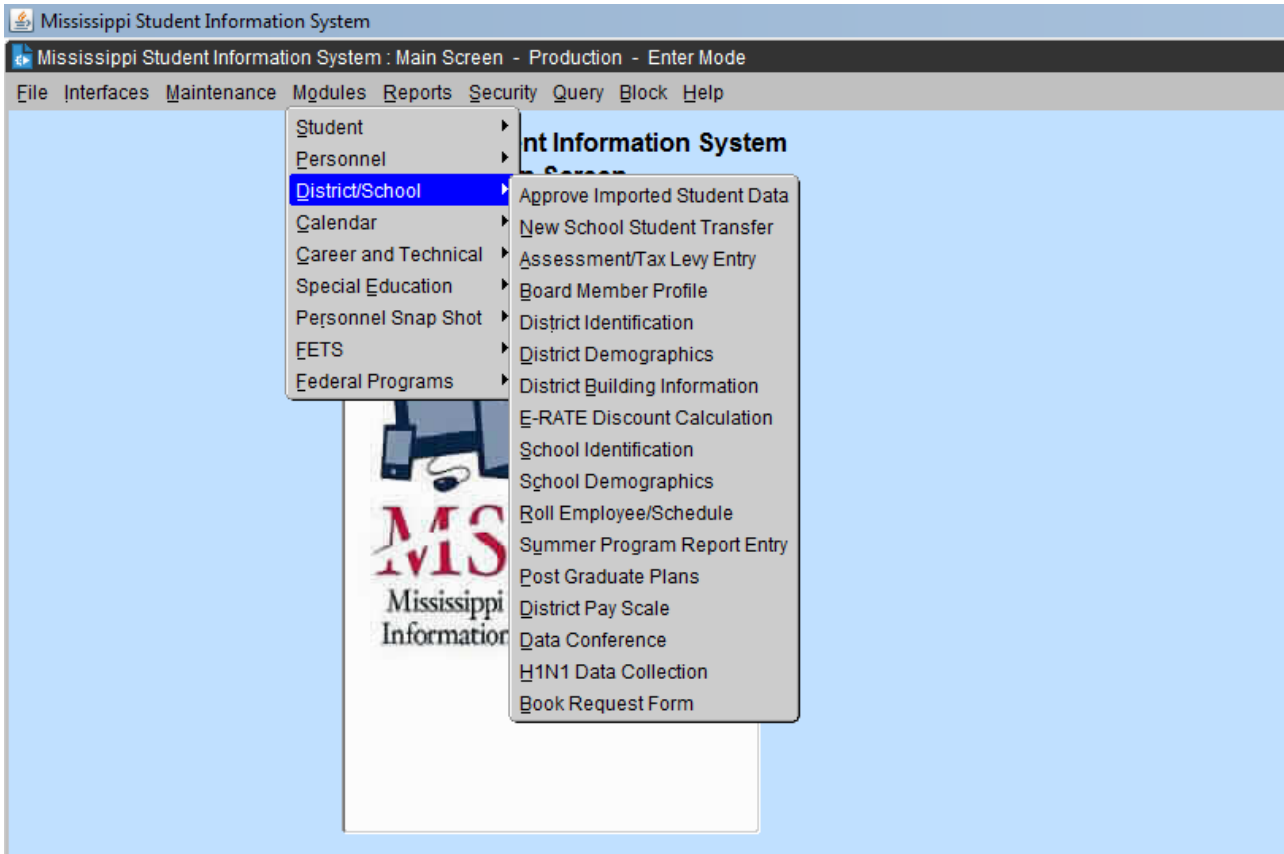 Mississippi Student Information System
Mississippi Student Information System : Main Screen - Production - Enter Mode
File Interfaces Maintenance Modules Reports Security Query Block Help
nt Information System
Student
Personnel
District/School
Calendar
Career and Technical
Special Education
Personnel Snap Shot
FETS
Federal Programs
Approve Imported Student Data
New School Student Transfer
Assessment/Tax Levy Entry
Board Member Profile
District Identification
District Demographics
District Building Information
E-RATE Discount Calculation
School Identification
School Demographics
Roll Employee/Schedule
Summer Program Report Entry
Post Graduate Plans
District Pay Scale
Data Conference
H1N1 Data Collection
Book Request Form
MS
Mississippi
Information